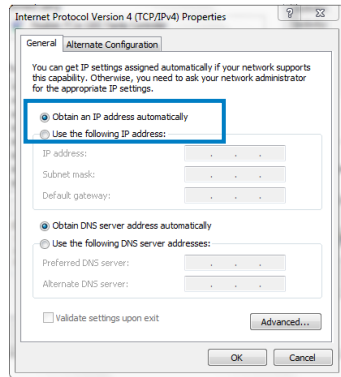 Internet Protocol Version 4 (TCP/IPv4) Properties
General
Alternate Configuration
You can get IP settings assigned automatically if your network supports
this capability. Otherwise, you need to ask your network administrator
for the appropriate IP settings.
Obtain an IP address automatically
Use the following IP address:
IP address:
Subnet mask:
Default gateway:
Obtain DNS server address automatically
Use the following DNS server addresses:
Preferred DNS server:
Alternate DNS server:
Validate settings upon exit
Advanced...
OK
Cancel